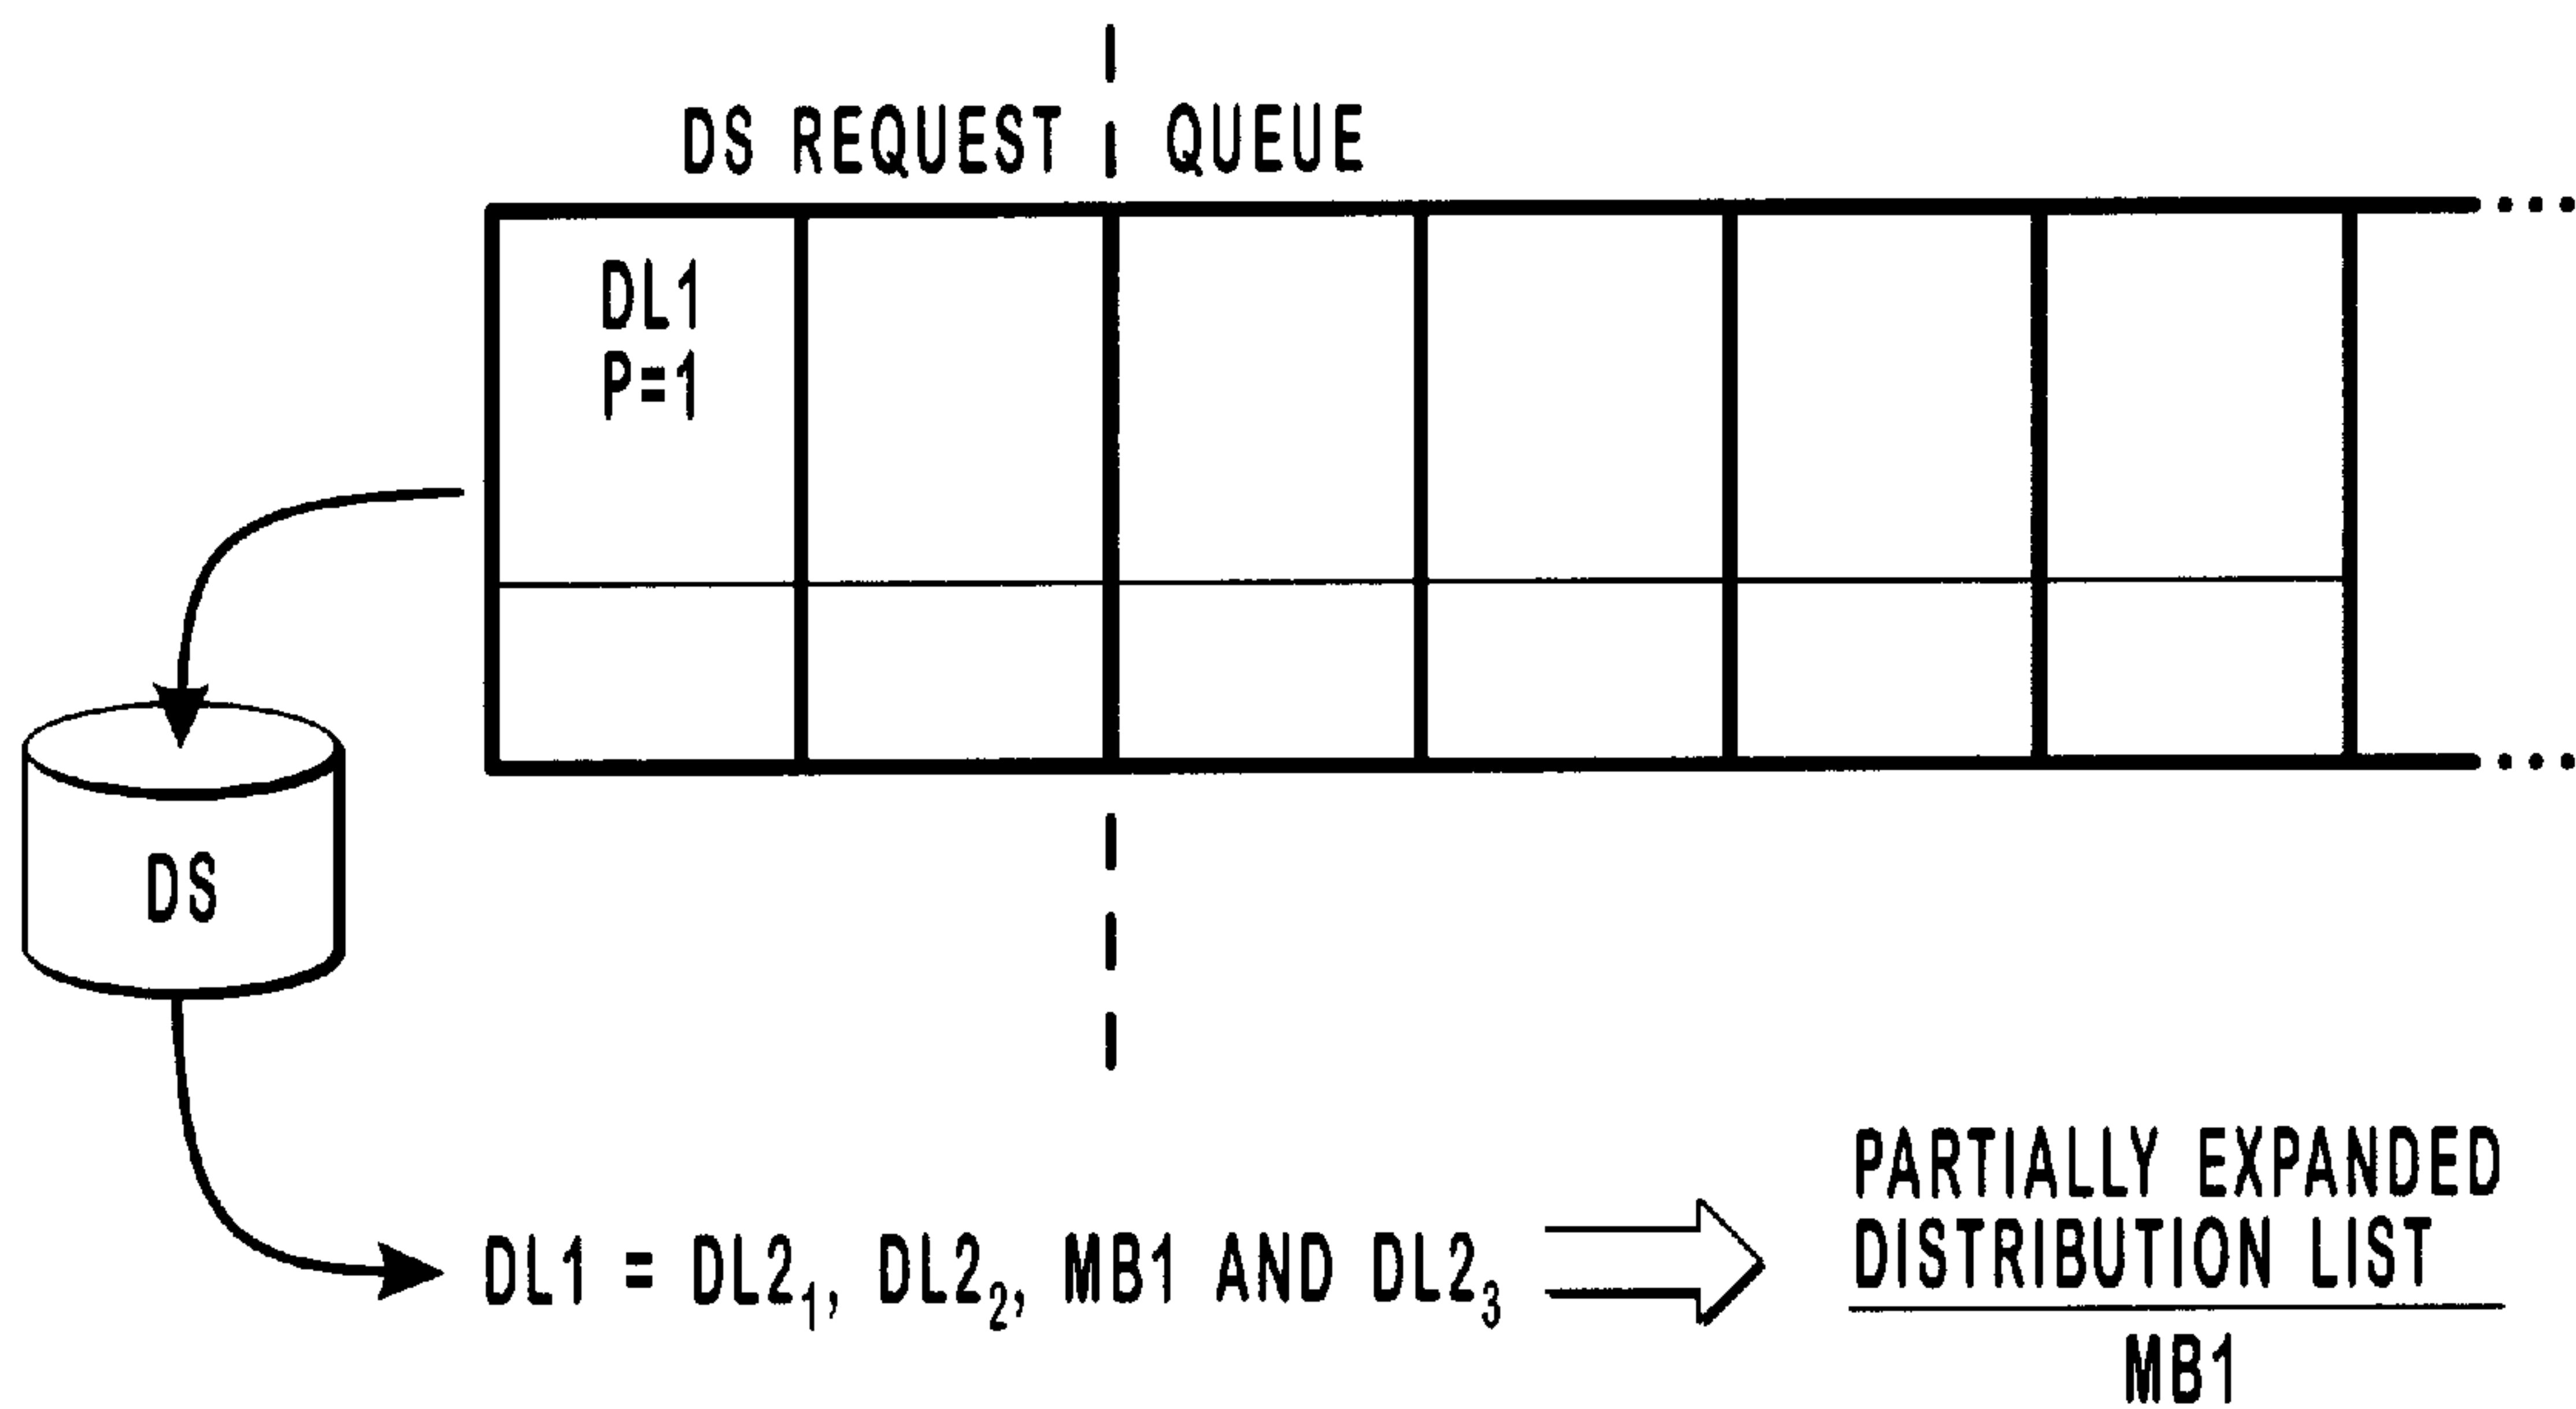 DS REQUEST QUEUE
DL1
P=1
DS
DL1 = DL2₁, DL2₂, MB1 AND DL2₃
PARTIALLY EXPANDED
DISTRIBUTION LIST
MB1